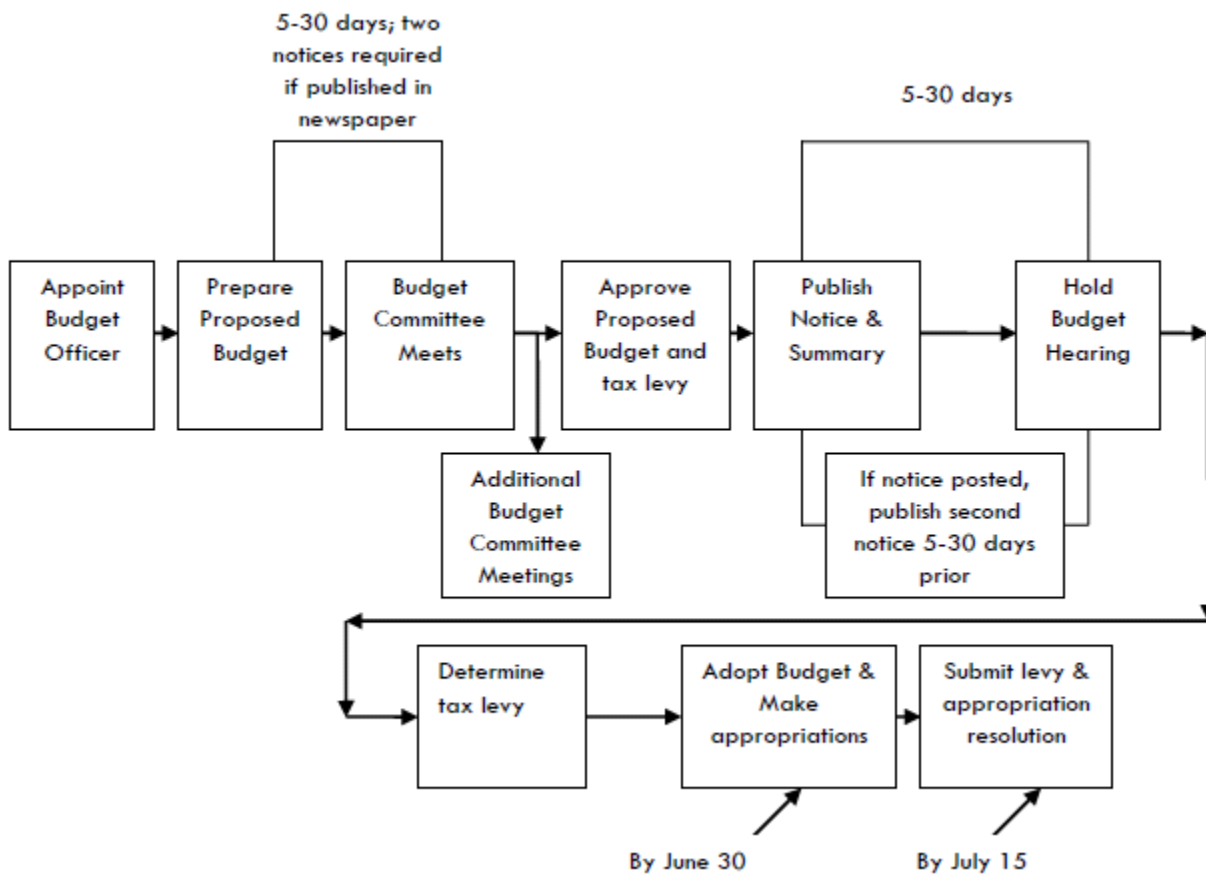 5-30 days; two
notices required
if published in
newspaper
5-30 days
Appoint
Budget
Officer
Prepare
Proposed
Budget
Budget
Committee
Meets
Approve
Proposed
Budget and
tax levy
Publish
Notice &
Summary
Hold
Budget
Hearing
Additional
Budget
Committee
Meetings
If notice posted,
publish second
notice 5-30 days
prior
Determine
tax levy
Adopt Budget &
Make
appropriations
Submit levy &
appropriation
resolution
By June 30
By July 15